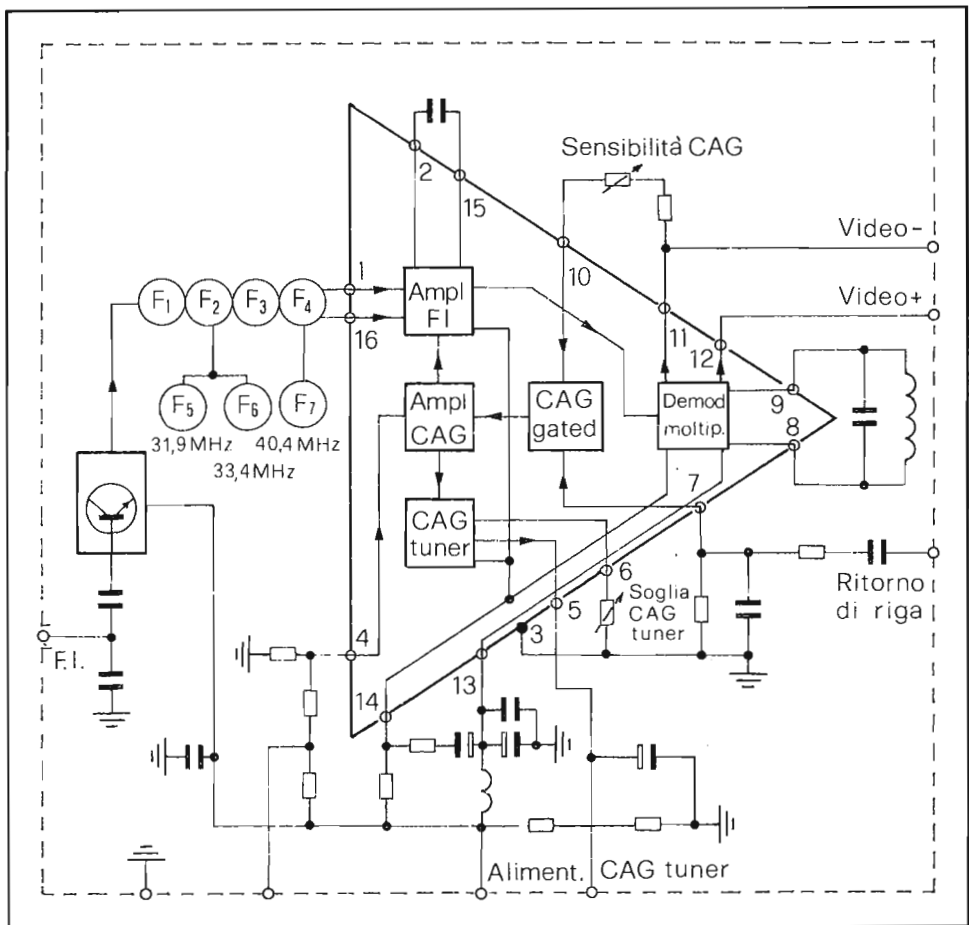 Sensibilità CAG
2
15
10
Video-
Video+
1
16
F1
F2
F3
F4
Ampl
FI
11
12
F5
F6
F7
31,9 MHz
33,4 MHz
40,4 MHz
Ampl
CAG
CAG
gated
Demod
moltip.
9
8
7
CAG
tuner
6
Soglia
CAG
tuner
5
3
Ritorno
di riga
F.I.
4
14
13
Aliment.
CAG tuner